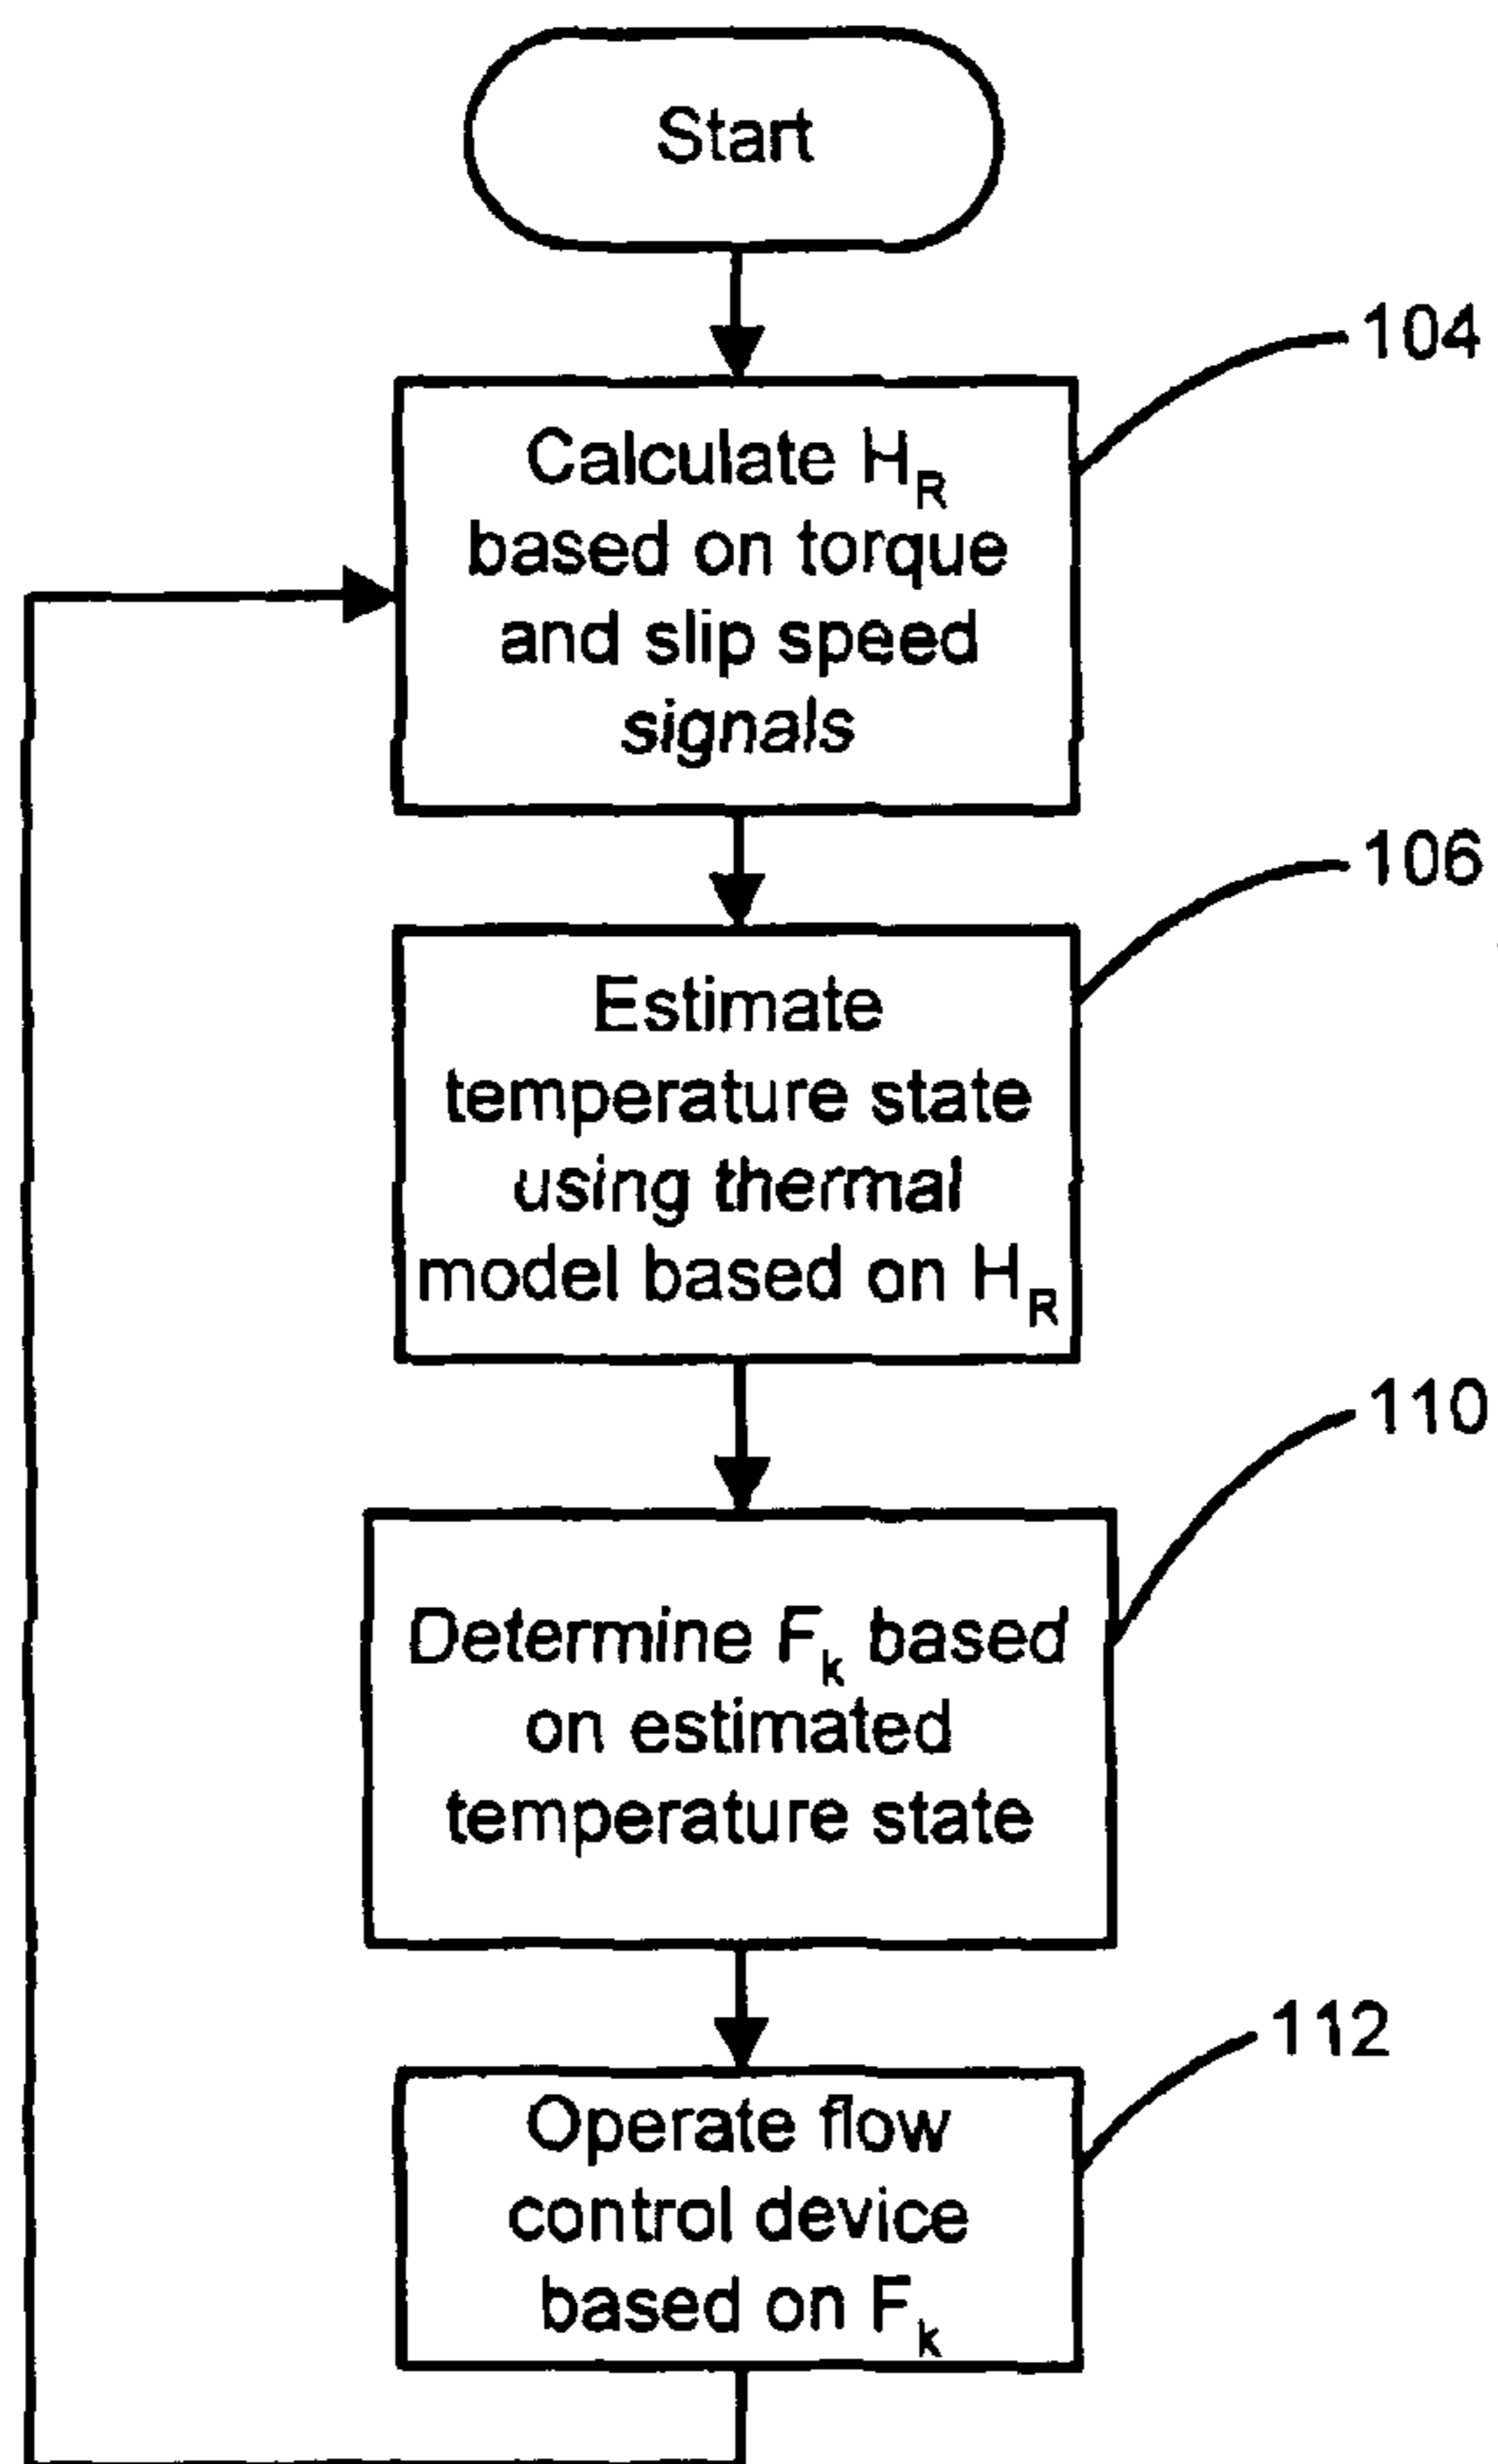 Start
104
Calculate H_R
based on torque
and slip speed
signals
106
Estimate
temperature state
using thermal
model based on H_R
110
Determine F_k based
on estimated
temperature state
112
Operate flow
control device
based on F_k